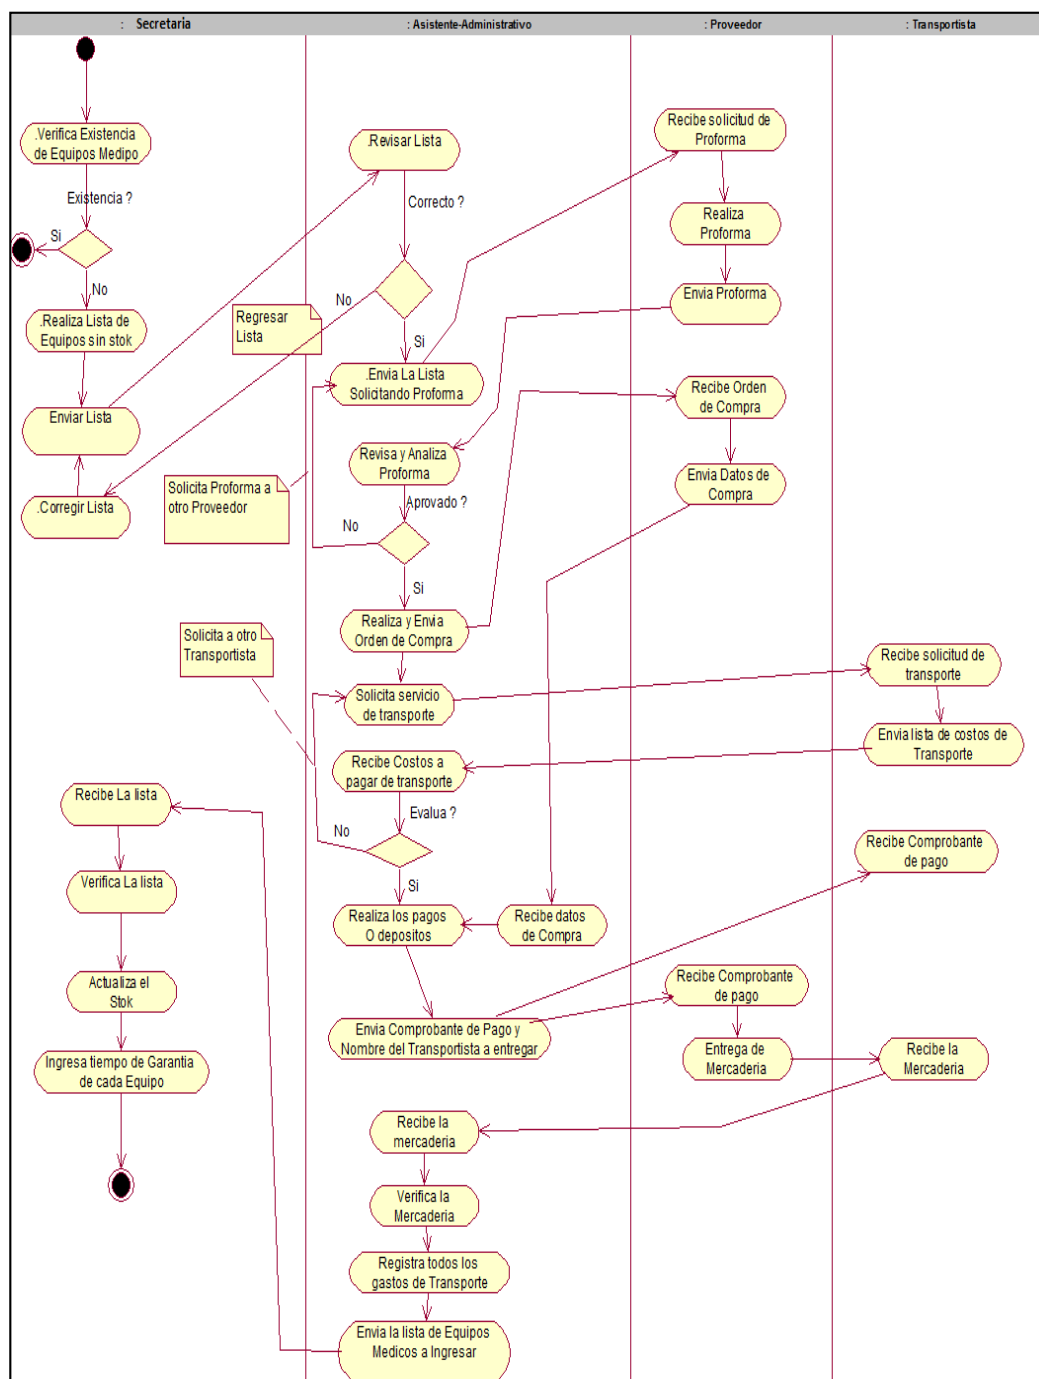 : Secretaria
: Asistente-Administrativo
: Proveedor
: Transportista
.Verifica Existencia
de Equipos Medipo
Existencia ?
Si
No
.Realiza Lista de
Equipos sin stok
Enviar Lista
.Corregir Lista
Regresar
Lista
Solicita Proforma a
otro Proveedor
Solicita a otro
Transportista
Recibe La lista
Verifica La lista
Actualiza el
Stok
Ingresa tiempo de Garantia
de cada Equipo
.Revisar Lista
Correcto ?
No
Si
.Envia La Lista
Solicitando Proforma
Revisa y Analiza
Proforma
Aprovado ?
No
Si
Realiza y Envia
Orden de Compra
Solicita servicio
de transporte
Recibe Costos a
pagar de transporte
Evalua ?
No
Si
Realiza los pagos
O depositos
Recibe datos
de Compra
Envia Comprobante de Pago y
Nombre del Transportista a entregar
Recibe la
mercaderia
Verifica la
Mercaderia
Registra todos los
gastos de Transporte
Envia la lista de Equipos
Medicos a Ingresar
Recibe solicitud de
Proforma
Realiza
Proforma
Envia Proforma
Recibe Orden
de Compra
Envia Datos de
Compra
Recibe Comprobante
de pago
Entrega de
Mercaderia
Recibe solicitud de
transporte
Envia lista de costos de
Transporte
Recibe Comprobante
de pago
Recibe la
Mercaderia